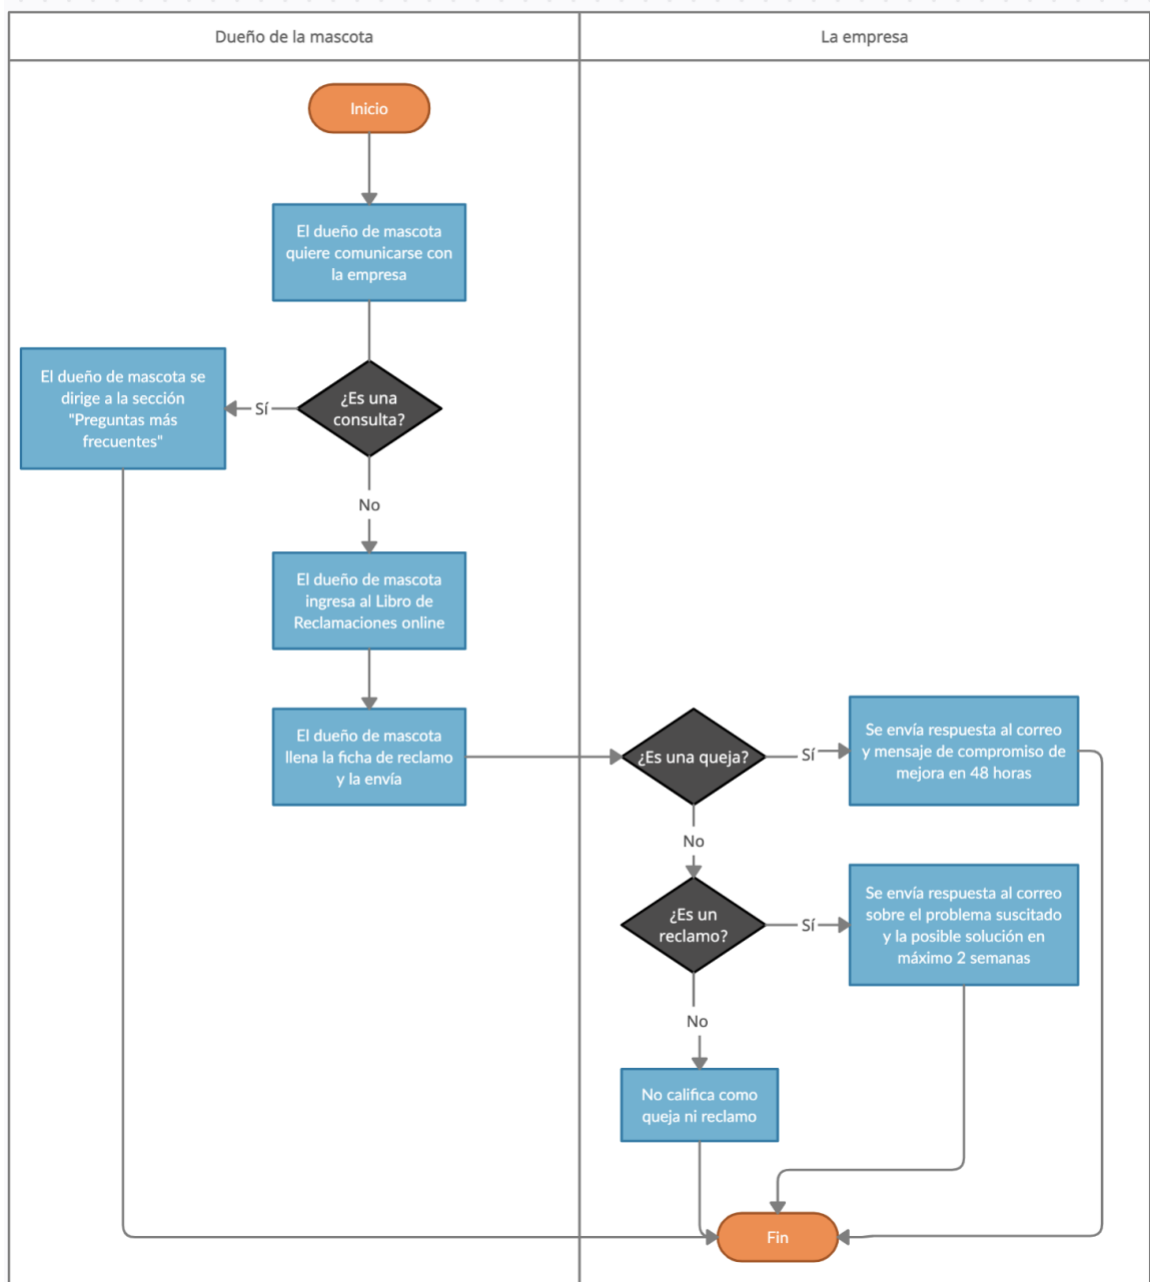 Dueño de la mascota
La empresa
Inicio
El dueño de mascota
quiere comunicarse con
la empresa
¿Es una
consulta?
Sí
El dueño de mascota se
dirige a la sección
"Preguntas más
frecuentes"
No
El dueño de mascota
ingresa al Libro de
Reclamaciones online
El dueño de mascota
llena la ficha de reclamo
y la envía
¿Es una queja?
Sí
Se envía respuesta al correo
y mensaje de compromiso de
mejora en 48 horas
No
¿Es un
reclamo?
Sí
Se envía respuesta al correo
sobre el problema suscitado
y la posible solución en
máximo 2 semanas
No
No califica como
queja ni reclamo
Fin